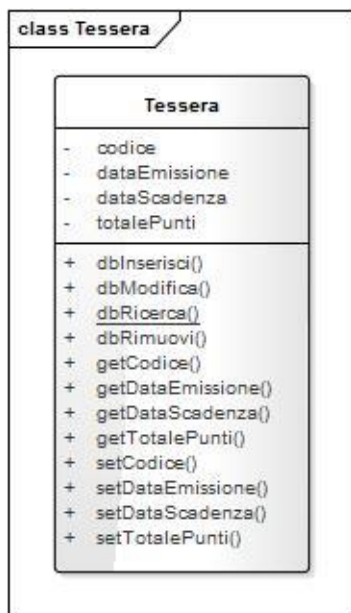 class Tessera
Tessera
- codice
- dataEmissione
- dataScadenza
- totalePunti
+ dbInserisci()
+ dbModifica()
+ dbRicerca()
+ dbRimuovi()
+ getCodice()
+ getDataEmissione()
+ getDataScadenza()
+ getTotalePunti()
+ setCodice()
+ setDataEmissione()
+ setDataScadenza()
+ setTotalePunti()